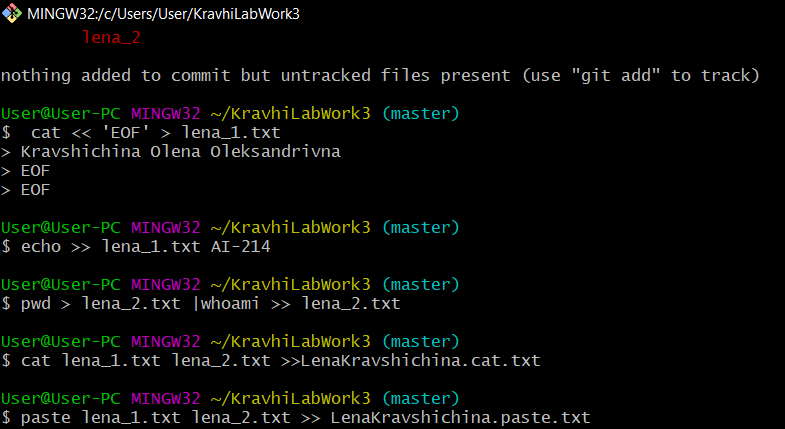 MINGW32:/c/Users/User/KravhiLabWork3
lena_2
nothing added to commit but untracked files present (use "git add" to track)
User@User-PC MINGW32 ~/KravhiLabWork3 (master)
$  cat << 'EOF' > lena_1.txt
> Kravshichina Olena Oleksandrivna
> EOF
> EOF
User@User-PC MINGW32 ~/KravhiLabWork3 (master)
$ echo >> lena_1.txt AI-214
User@User-PC MINGW32 ~/KravhiLabWork3 (master)
$ pwd > lena_2.txt |whoami >> lena_2.txt
User@User-PC MINGW32 ~/KravhiLabWork3 (master)
$ cat lena_1.txt lena_2.txt >>LenaKravshichina.cat.txt
User@User-PC MINGW32 ~/KravhiLabWork3 (master)
$ paste lena_1.txt lena_2.txt >> LenaKravshichina.paste.txt